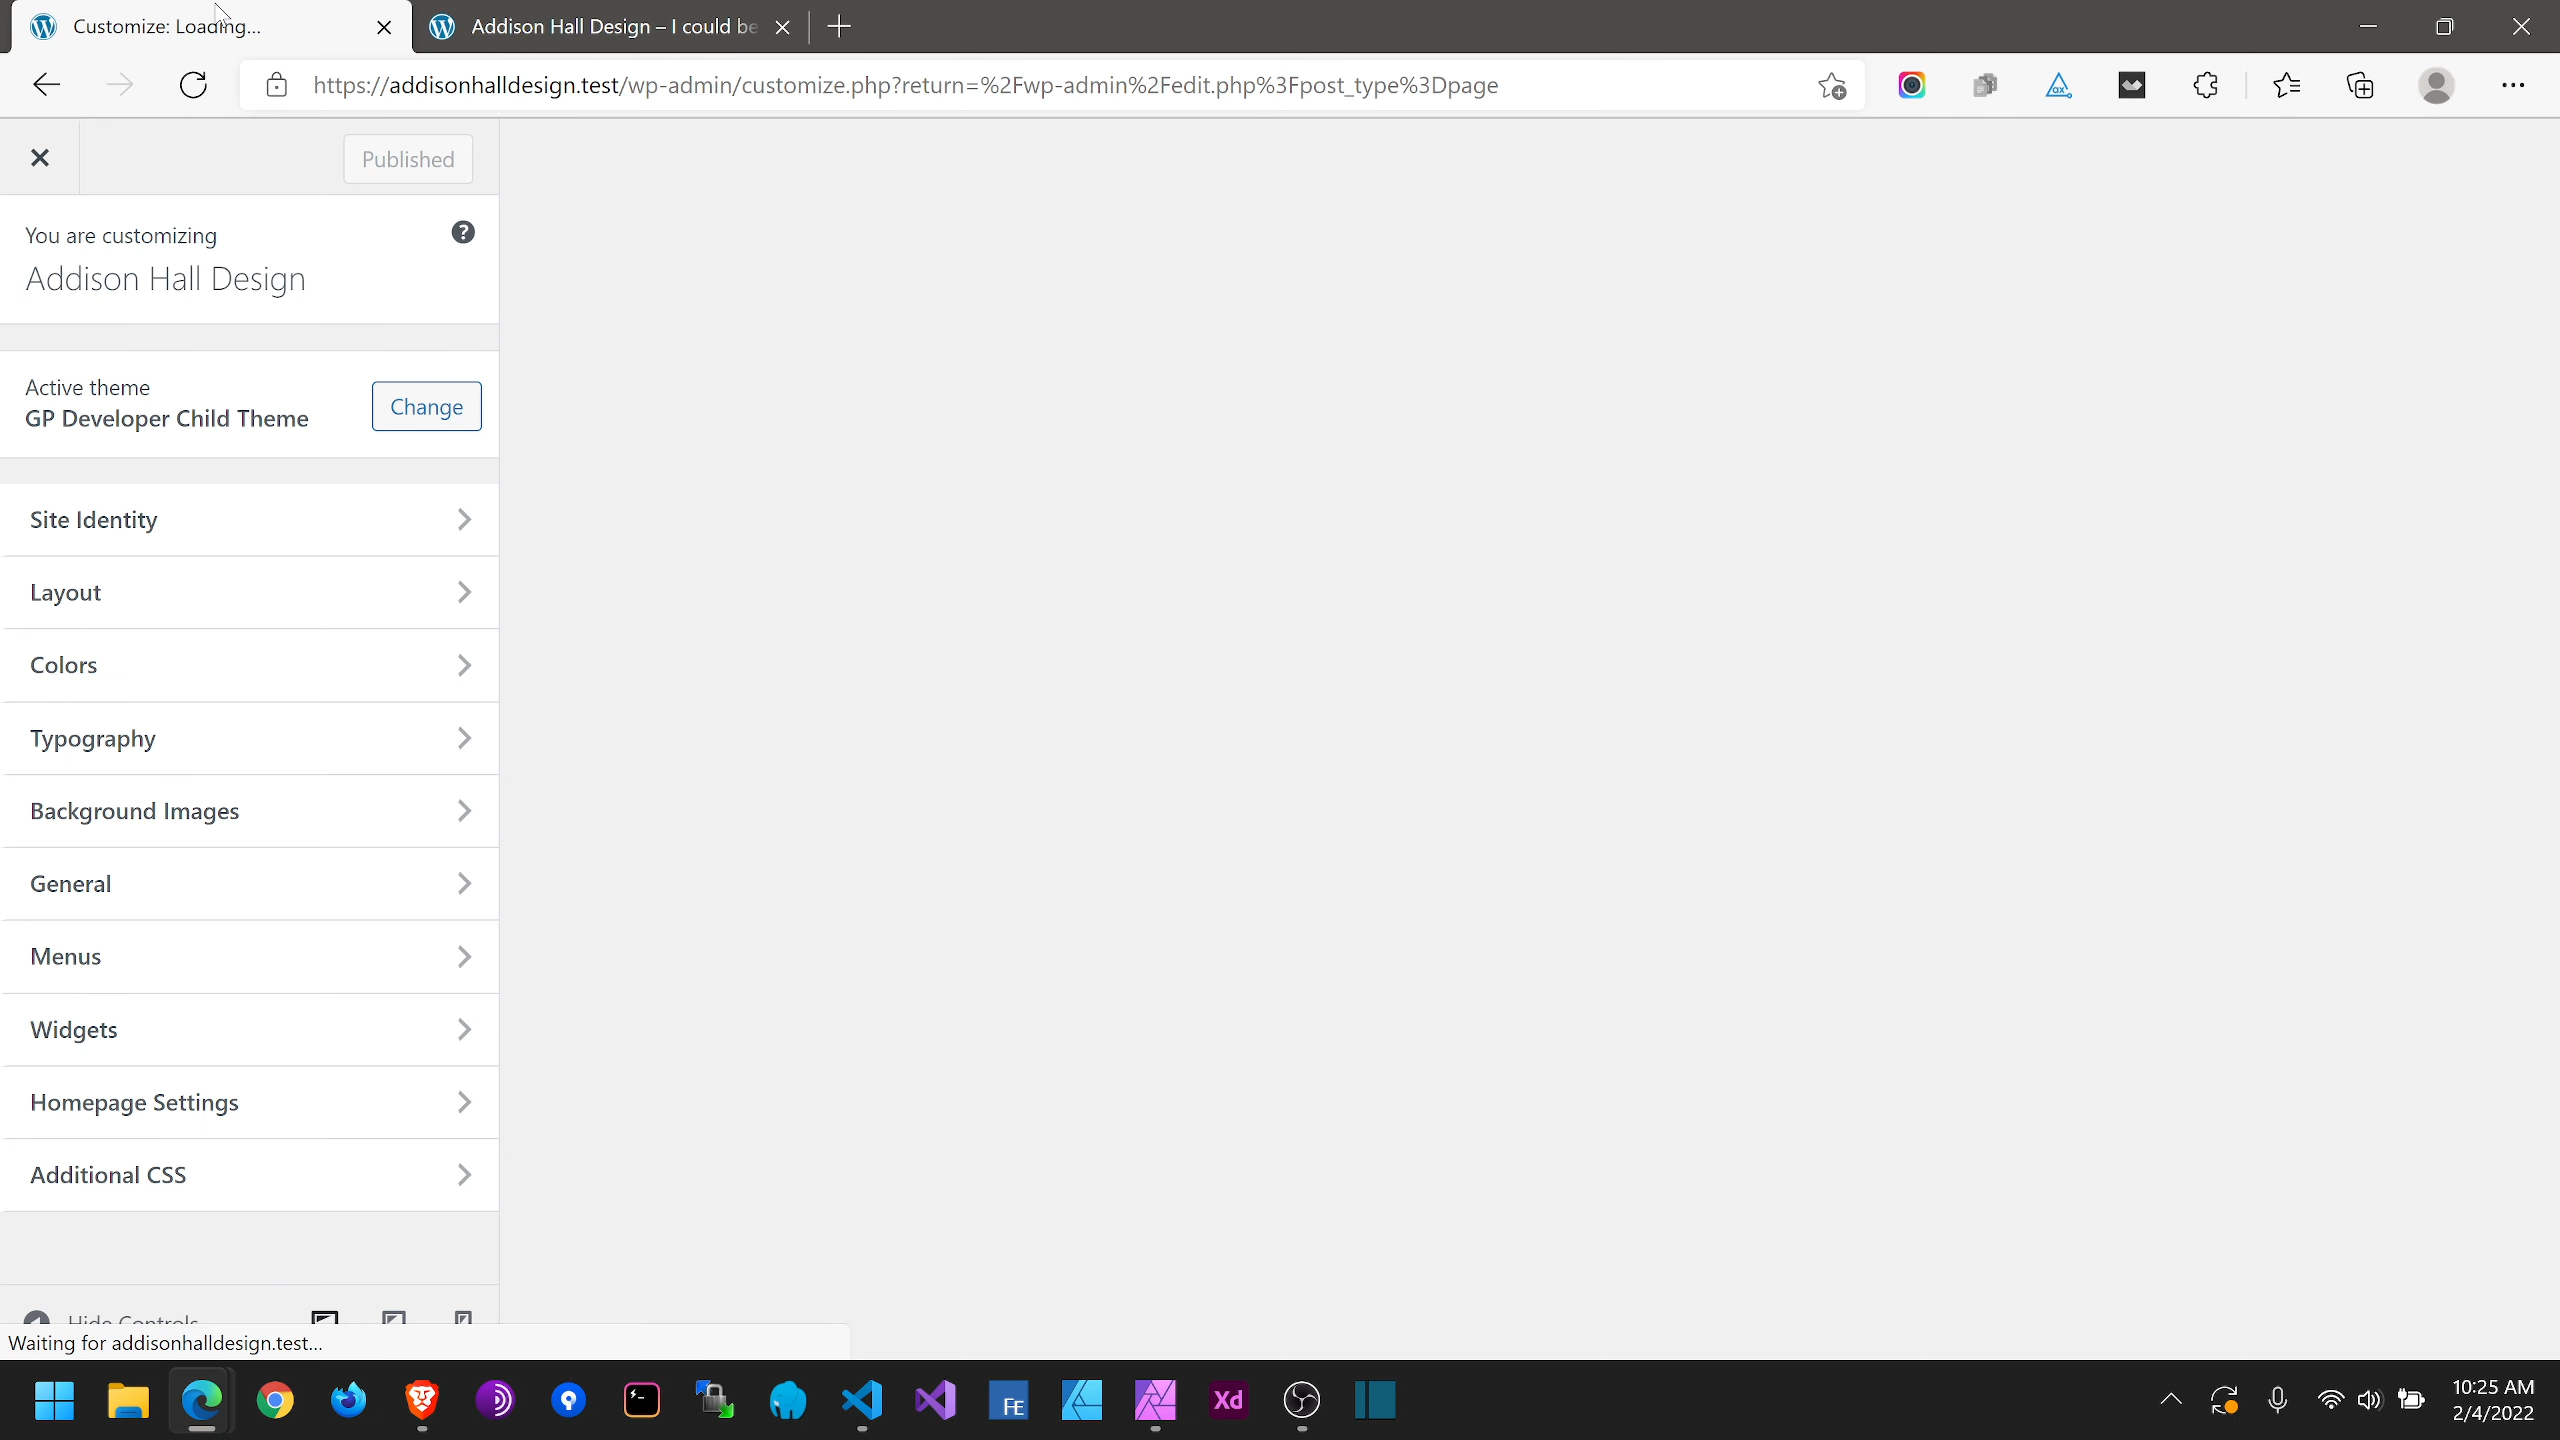 Customize: Loading...
Addison Hall Design – I could be
https://addisonhalldesign.test/wp-admin/customize.php?return=%2Fwp-admin%2Fedit.php%3Fpost_type%3Dpage
Published
You are customizing
Addison Hall Design
Active theme
GP Developer Child Theme
Change
Site Identity
Layout
Colors
Typography
Background Images
General
Menus
Widgets
Homepage Settings
Additional CSS
Hide Controls
Waiting for addisonhalldesign.test...
FE
Xd
10:25 AM
2/4/2022